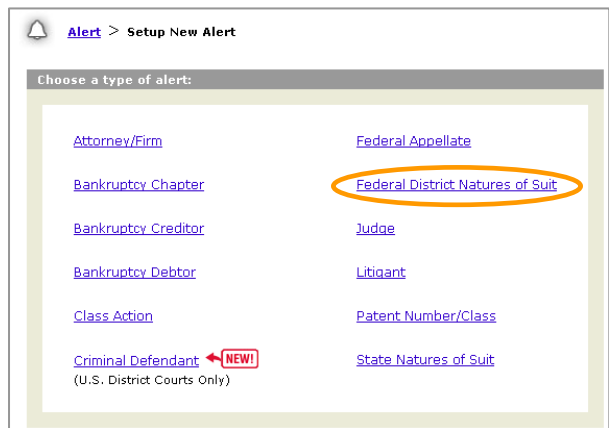 Alert > Setup New Alert
Choose a type of alert:
Attorney/Firm
Federal Appellate
Bankruptcy Chapter
Federal District Natures of Suit
Bankruptcy Creditor
Judge
Bankruptcy Debtor
Litigant
Class Action
Patent Number/Class
Criminal Defendant NEW!
State Natures of Suit
(U.S. District Courts Only)